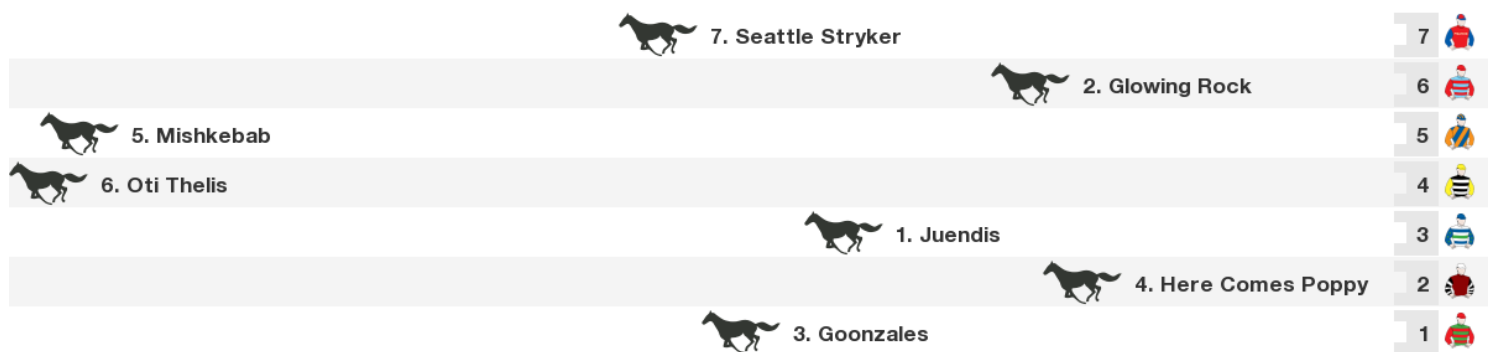 7. Seattle Stryker 7
2. Glowing Rock 6
5. Mishkebab 5
6. Oti Thelis 4
1. Juendis 3
4. Here Comes Poppy 2
3. Goonzales 1